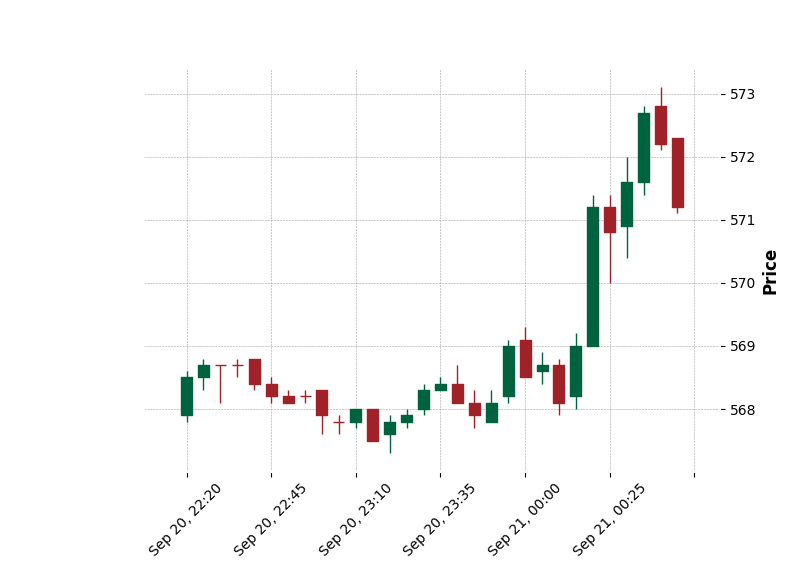 573
572
571
570
569
568
Price
Sep 20, 22:20
Sep 20, 22:45
Sep 20, 23:10
Sep 20, 23:35
Sep 21, 00:00
Sep 21, 00:25